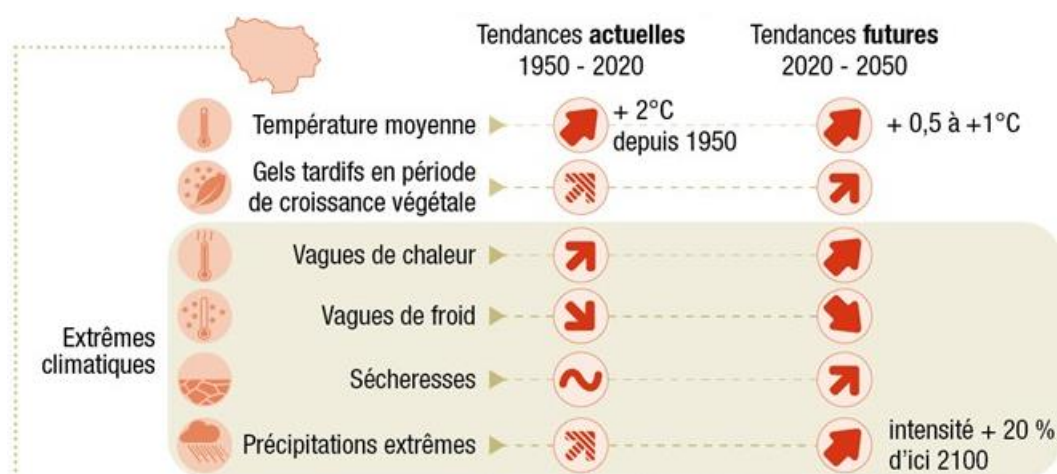 Tendances actuelles
1950 - 2020
Tendances futures
2020 - 2050
Température moyenne
+ 2°C
depuis 1950
+ 0,5 à +1°C
Gels tardifs en période
de croissance végétale
Extrêmes
climatiques
Vagues de chaleur
Vagues de froid
Sécheresses
Précipitations extrêmes
intensité + 20 %
d'ici 2100